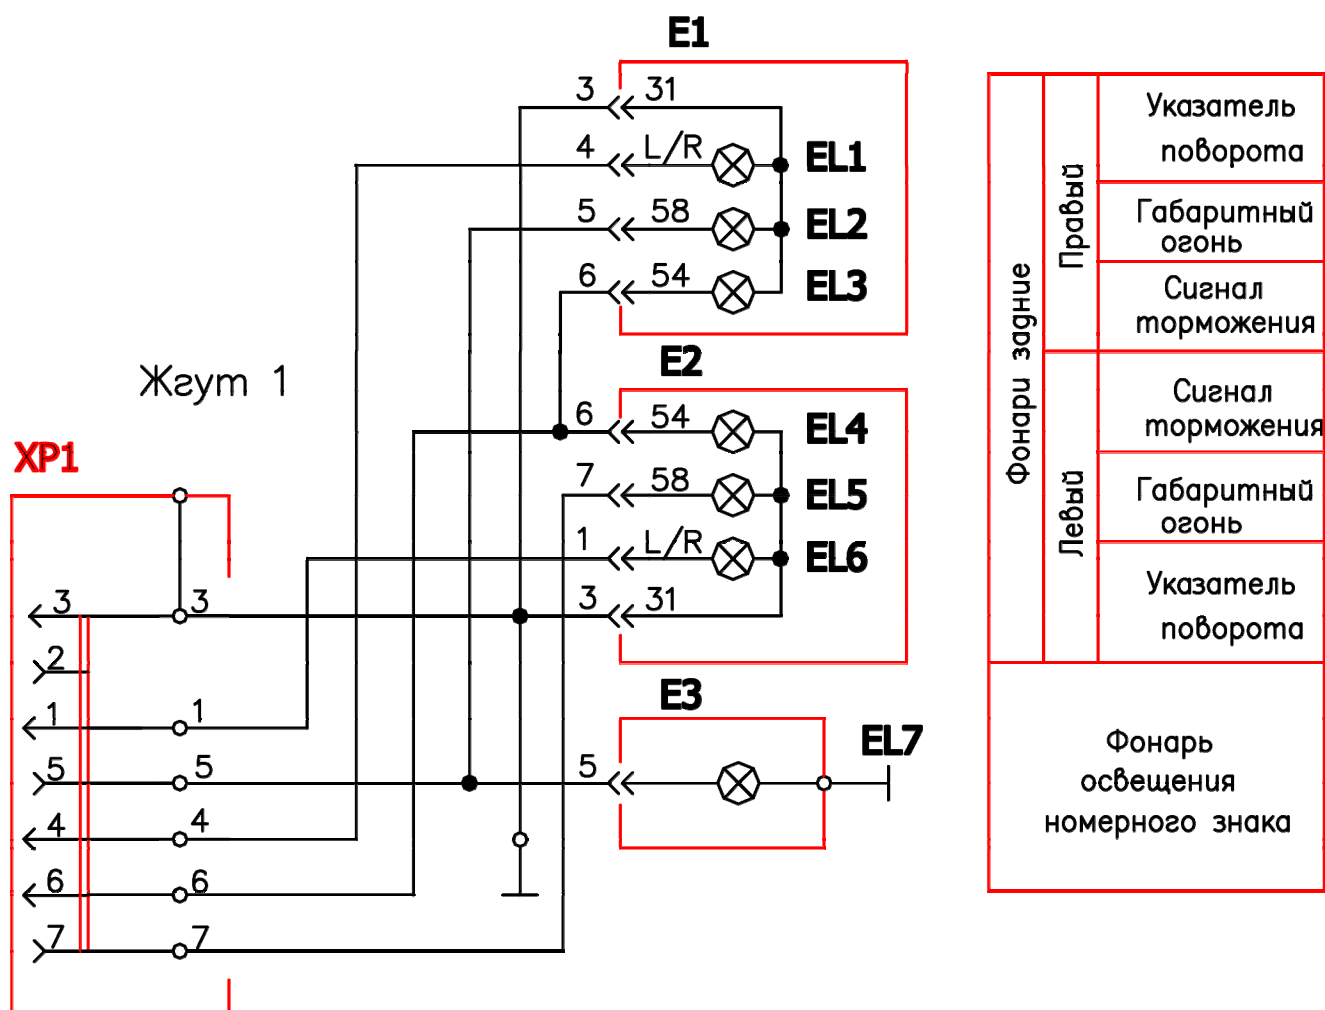 E1
3 31
4 L/R EL1
5 58 EL2
6 54 EL3
E2
6 54 EL4
7 58 EL5
1 L/R EL6
3 31
E3
5 EL7
Жгут 1
XP1
3 3
2
1 1
5 5
4 4
6 6
7 7
Фонари задние
Правый
Указатель
поворота
Габаритный
огонь
Сигнал
торможения
Левый
Сигнал
торможения
Габаритный
огонь
Указатель
поворота
Фонарь
освещения
номерного знака